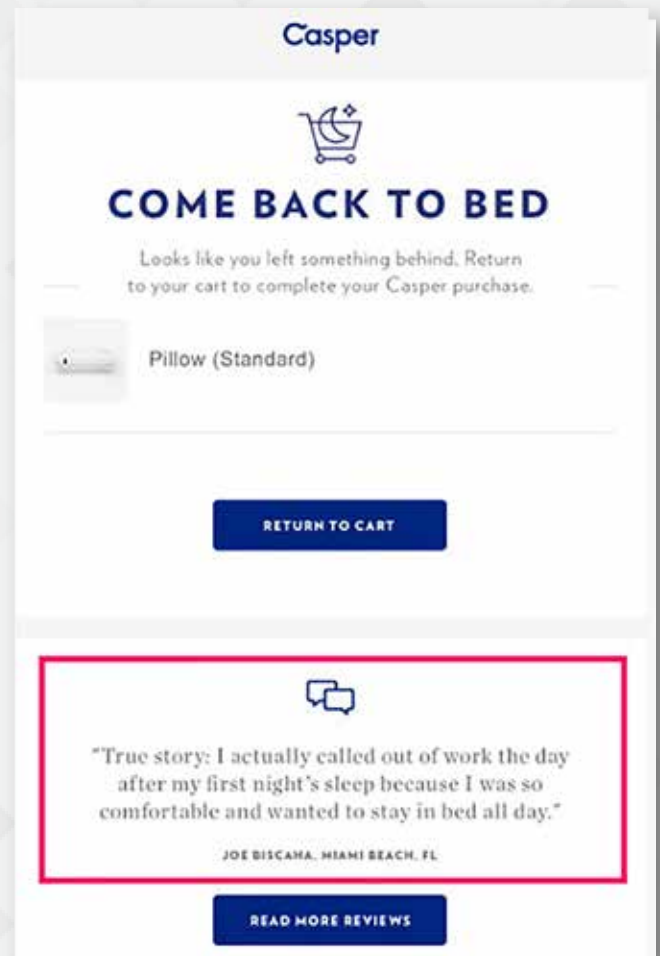 Casper
COME BACK TO BED
Looks like you left something behind. Return
to your cart to complete your Casper purchase.
Pillow (Standard)
RETURN TO CART
"True story: I actually called out of work the day
after my first night's sleep because I was so
comfortable and wanted to stay in bed all day."
JOE BISCAHA, MIAMI BEACH, FL
READ MORE REVIEWS